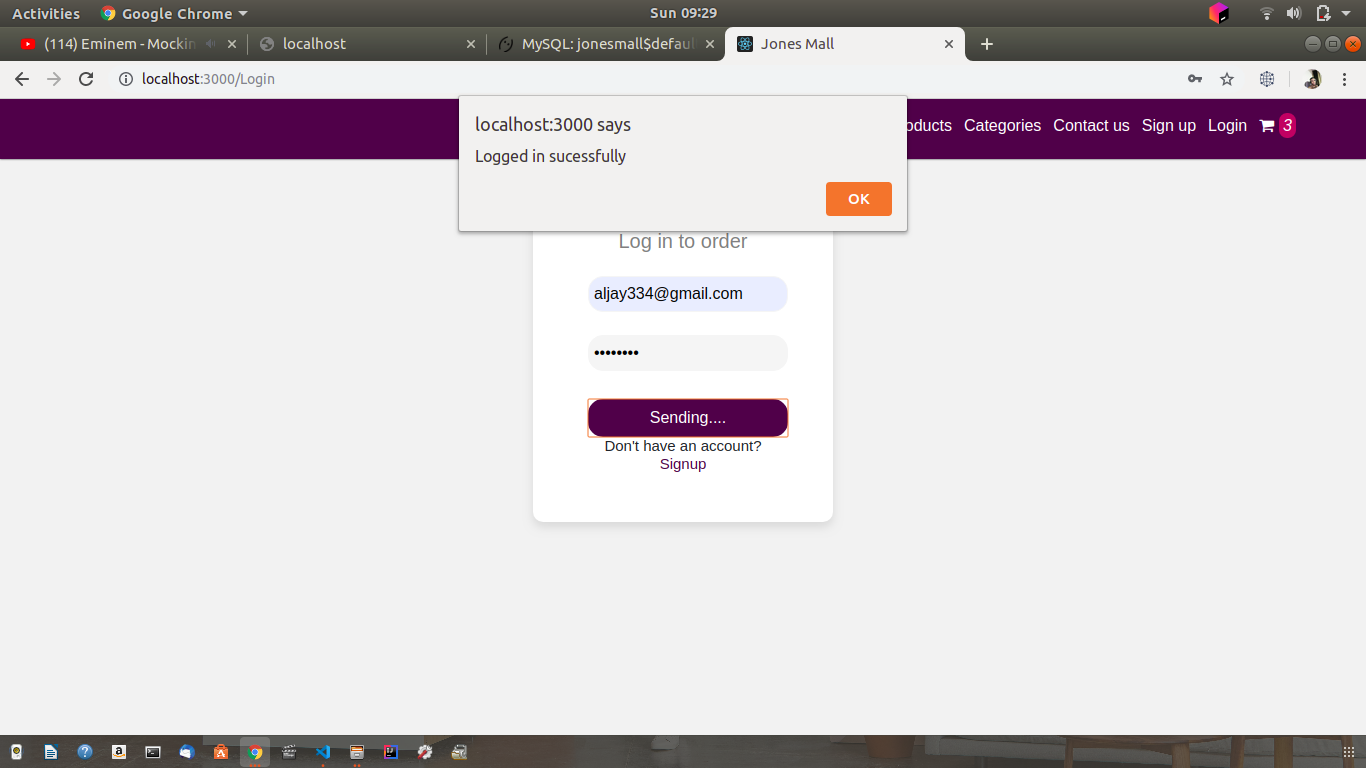 Activities
Google Chrome
Sun 09:29
(114) Eminem - Mockin
localhost
MySQL: jonesmall$defaul
Jones Mall
localhost:3000/Login
oducts Categories Contact us Sign up Login 3
localhost:3000 says
Logged in sucessfully
OK
Log in to order
aljay334@gmail.com
••••••••
Sending....
Don't have an account?
Signup